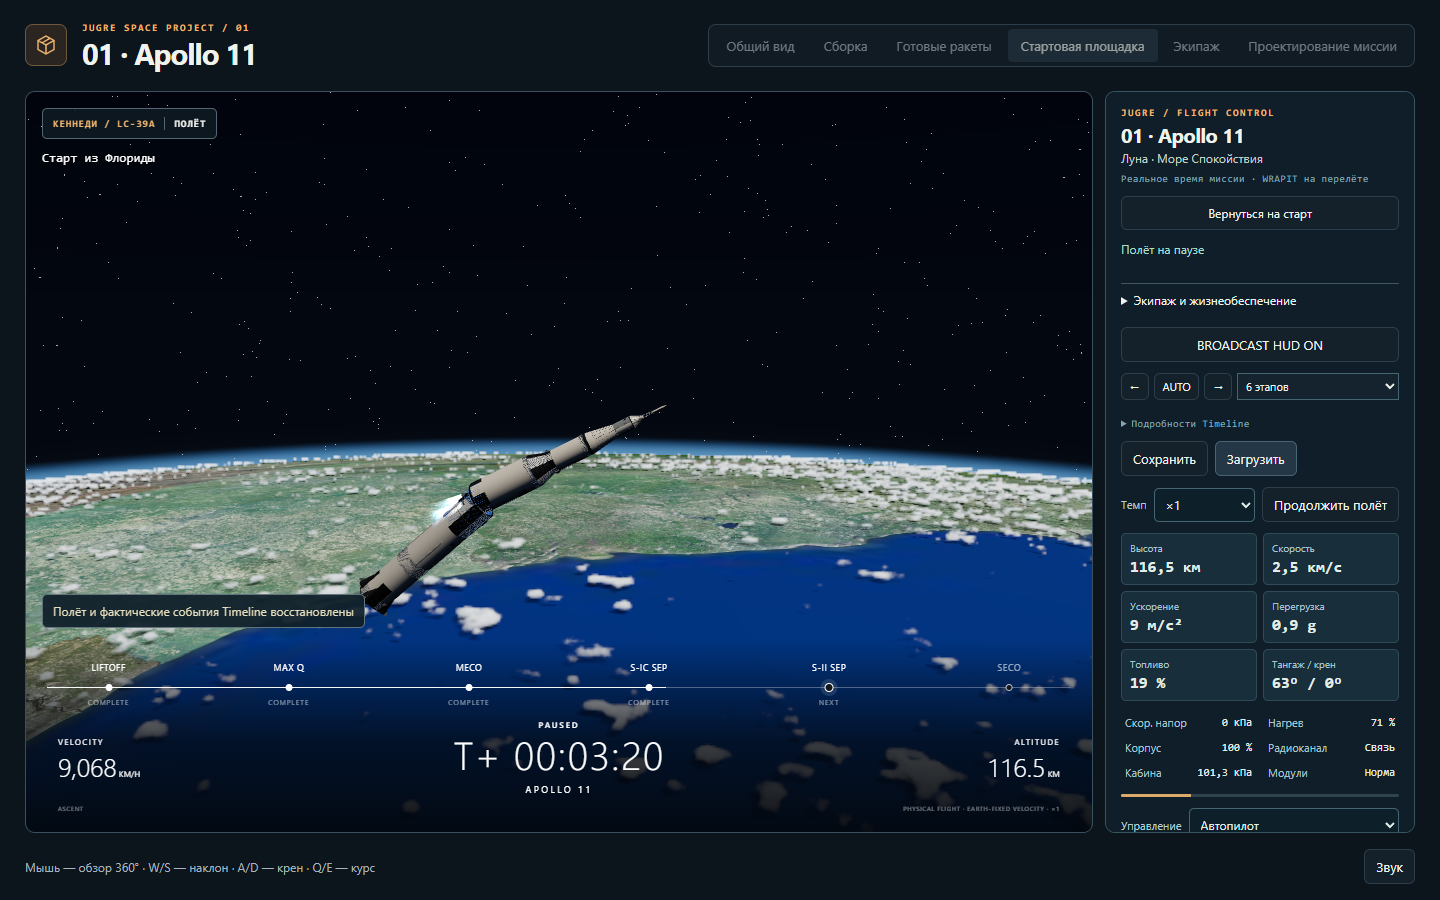 JUGRE SPACE PROJECT / 01
01 · Apollo 11
Общий вид
Сборка
Готовые ракеты
Стартовая площадка
Экипаж
Проектирование миссии
КЕННЕДИ / LC-39A | ПОЛЁТ
Старт из Флориды
Полёт и фактические события Timeline восстановлены
LIFTOFF
MAX Q
MECO
S-IC SEP
S-II SEP
SECO
COMPLETE
COMPLETE
COMPLETE
COMPLETE
NEXT
PAUSED
VELOCITY
T+ 00:03:20
ALTITUDE
9,068 КМ/Н
116.5 КМ
APOLLO 11
ASCENT
PHYSICAL FLIGHT · EARTH-FIXED VELOCITY · ×1
JUGRE / FLIGHT CONTROL
01 · Apollo 11
Луна · Море Спокойствия
Реальное время миссии · WRAPIT на перелёте
Вернуться на старт
Полёт на паузе
Экипаж и жизнеобеспечение
BROADCAST HUD ON
← AUTO → 6 этапов
Подробности Timeline
Сохранить
Загрузить
Темп ×1 Продолжить полёт
Высота
116,5 км
Скорость
2,5 км/с
Ускорение
9 м/с²
Перегрузка
0,9 g
Топливо
19 %
Тангаж / крен
63° / 0°
Скор. напор 0 кПа Нагрев 71 %
Корпус 100 % Радиоканал Связь
Кабина 101,3 кПа Модули Норма
Управление Автопилот
Мышь — обзор 360° · W/S — наклон · A/D — крен · Q/E — курс
Звук